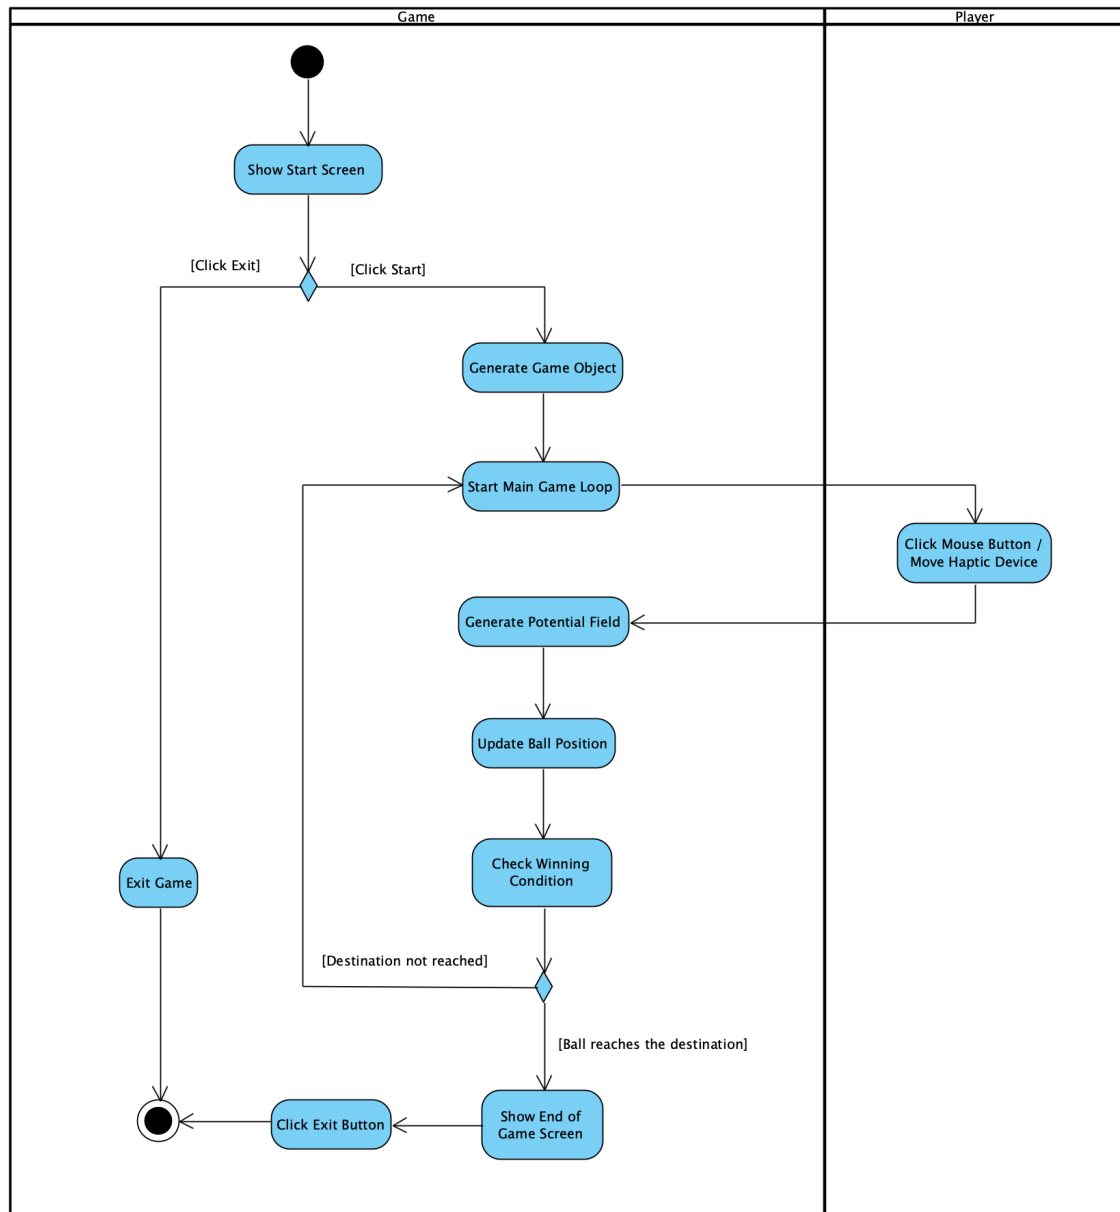 Game
Player
Show Start Screen
[Click Exit]
[Click Start]
Generate Game Object
Start Main Game Loop
Click Mouse Button /
Move Haptic Device
Generate Potential Field
Update Ball Position
Check Winning
Condition
Exit Game
[Destination not reached]
[Ball reaches the destination]
Show End of
Game Screen
Click Exit Button